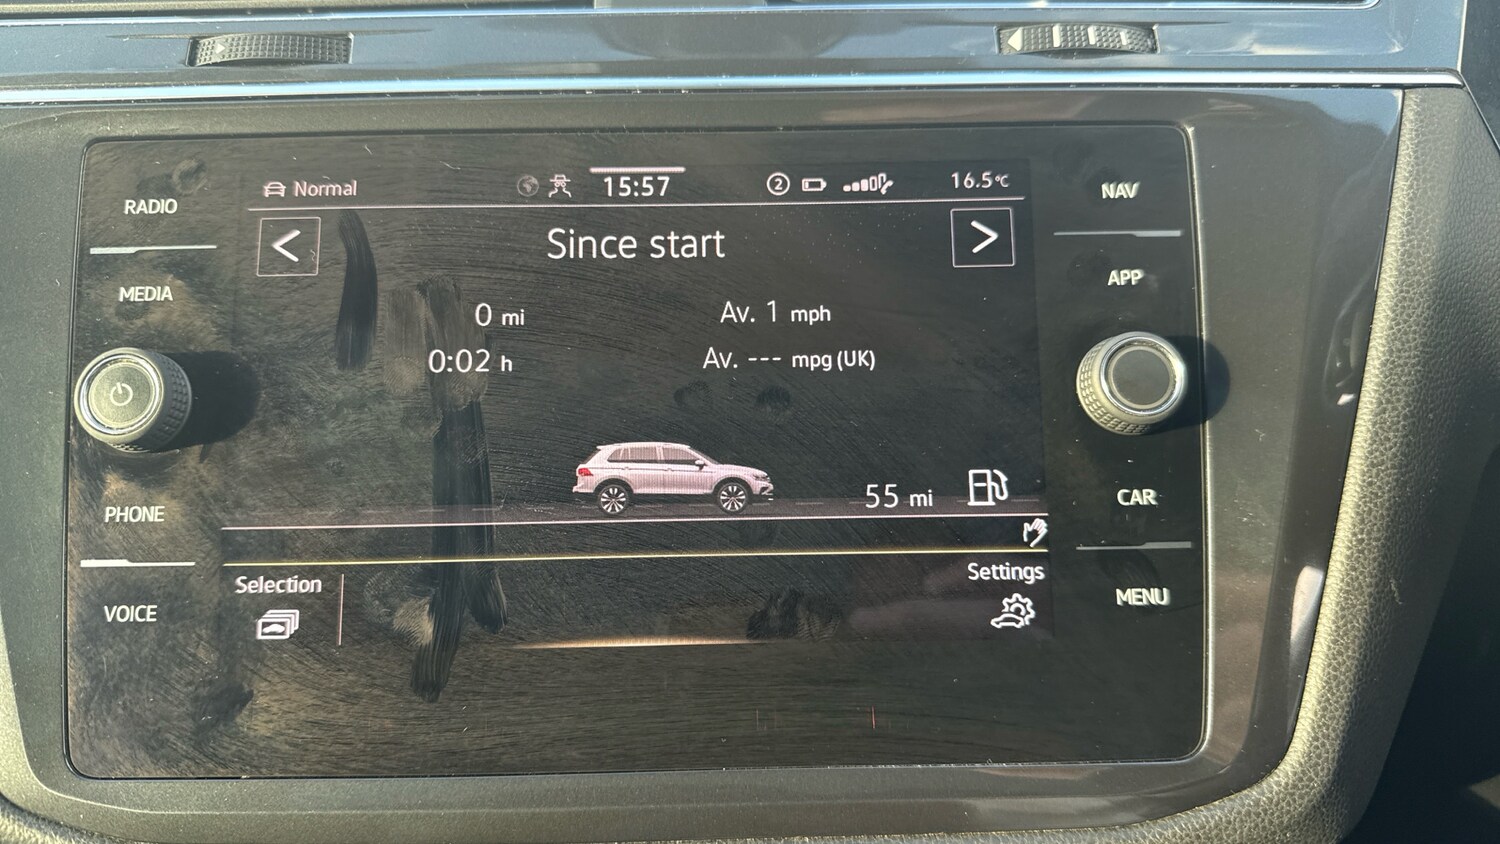 RADIO
MEDIA
PHONE
VOICE
Normal
15:57
2
16.5°C
< Since start >
0 mi
Av. 1 mph
0:02 h
Av. --- mpg (UK)
55 mi
Selection
Settings
NAV
APP
CAR
MENU